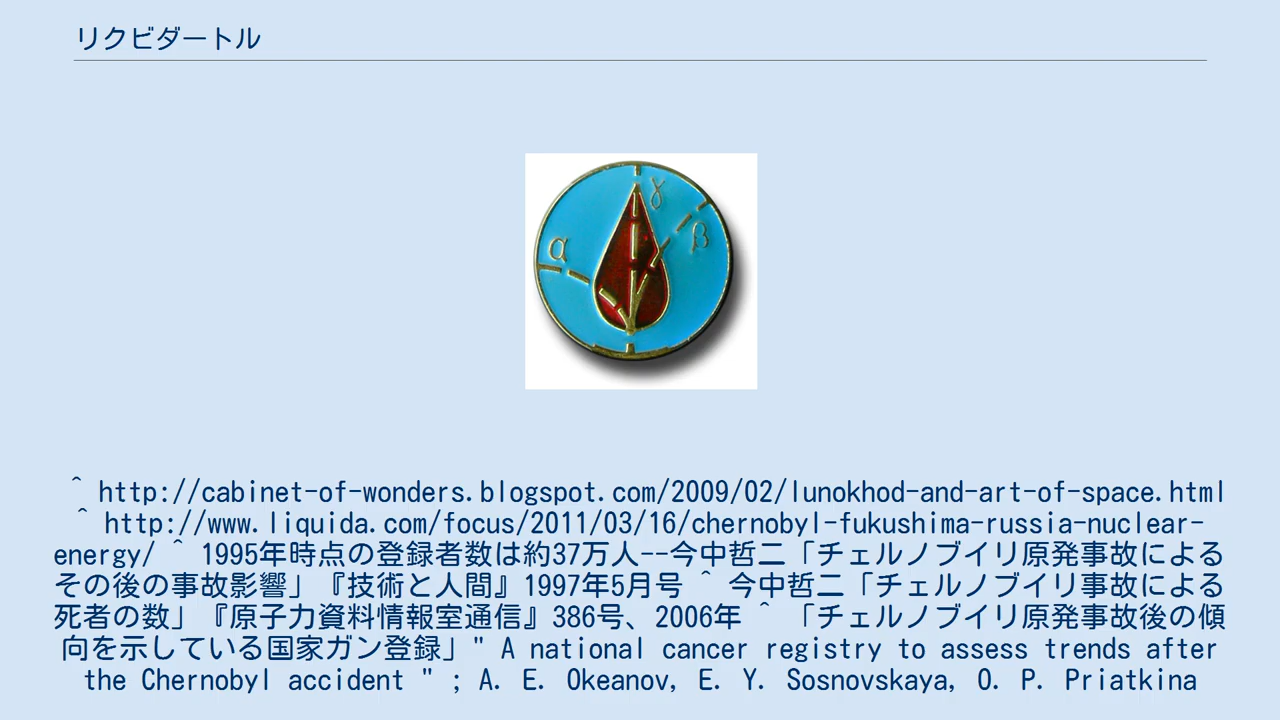 リクビダートル
γ
β
α
^ http://cabinet-of-wonders.blogspot.com/2009/02/lunokhod-and-art-of-space.html
^ http://www.liquida.com/focus/2011/03/16/chernobyl-fukushima-russia-nuclear-
energy/ ^ 1995年時点の登録者数は約37万人--今中哲二「チェルノブイリ原発事故による
その後の事故影響」『技術と人間』1997年5月号 ^ 今中哲二「チェルノブイリ事故による
死者の数」『原子力資料情報室通信』386号、2006年 ^ 「チェルノブイリ原発事故後の傾
向を示している国家ガン登録」" A national cancer registry to assess trends after
the Chernobyl accident " ; A. E. Okeanov, E. Y. Sosnovskaya, O. P. Priatkina